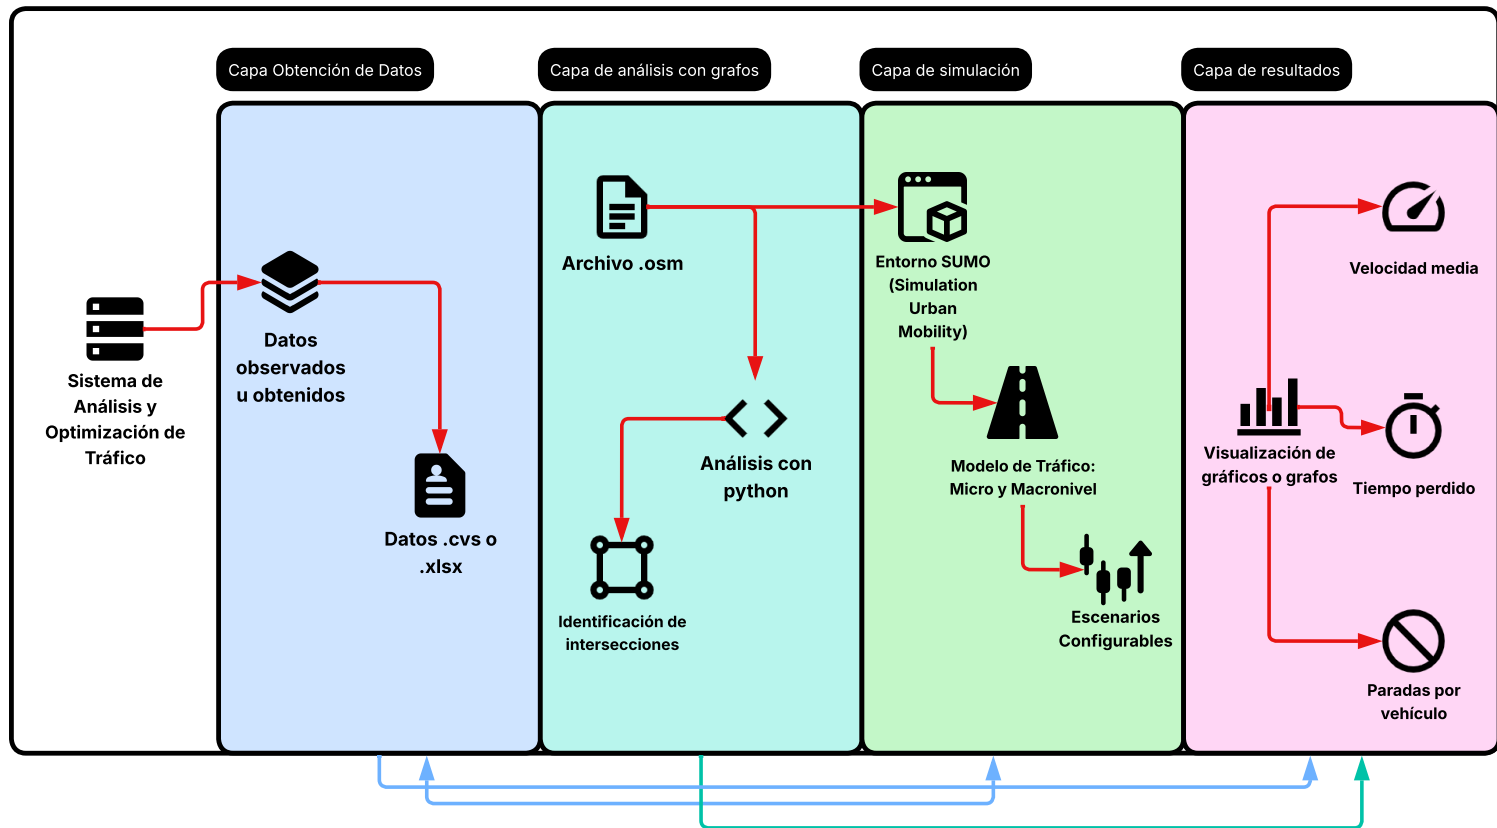 Capa Obtención de Datos
Capa de análisis con grafos
Capa de simulación
Capa de resultados
Sistema de
Análisis y
Optimización de
Tráfico
Datos
observados
u obtenidos
Datos .cvs o
.xlsx
Archivo .osm
Análisis con
python
Identificación de
intersecciones
Entorno SUMO
(Simulation
Urban
Mobility)
Modelo de Tráfico:
Micro y Macronivel
Escenarios
Configurables
Visualización de
gráficos o grafos
Velocidad media
Tiempo perdido
Paradas por
vehículo